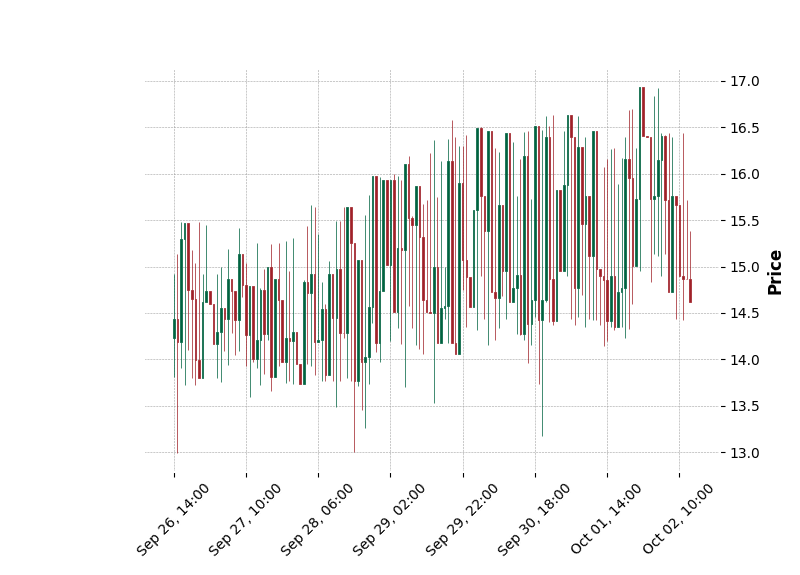 17.0
16.5
16.0
15.5
15.0
14.5
14.0
13.5
13.0
Price
Sep 26, 14:00
Sep 27, 10:00
Sep 28, 06:00
Sep 29, 02:00
Sep 29, 22:00
Sep 30, 18:00
Oct 01, 14:00
Oct 02, 10:00